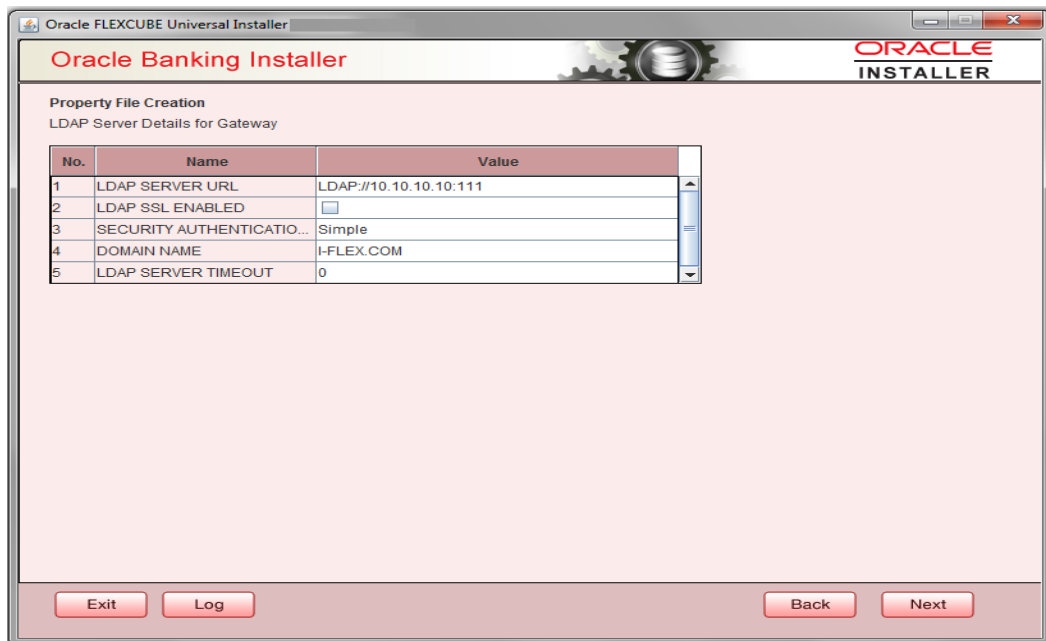 Oracle FLEXCUBE Universal Installer
Oracle Banking Installer
ORACLE
INSTALLER
Property File Creation
LDAP Server Details for Gateway
No. Name Value
1 LDAP SERVER URL LDAP://10.10.10.10:111
2 LDAP SSL ENABLED
3 SECURITY AUTHENTICATIO... Simple
4 DOMAIN NAME I-FLEX.COM
5 LDAP SERVER TIMEOUT 0
Exit Log Back Next